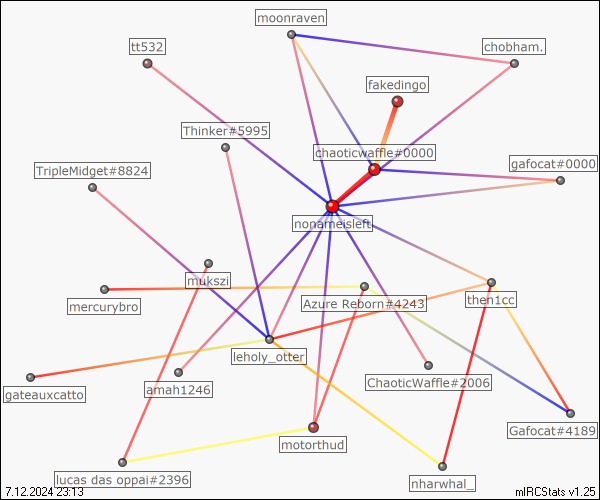 moonraven
tt532
chobham.
fakedingo
Thinker#5995
chaoticwaffle#0000
gafocat#0000
TripleMidget#8824
nonameisleft
mukszi
mercurybro
Azure Reborn#4243
then1cc
leholy_otter
gateauxcatto
amah1246
ChaoticWaffle#2006
Gafocat#4189
motorthud
lucas das oppai#2396
nharwhal_
7.12.2024 23:13
mIRCStats v1.25